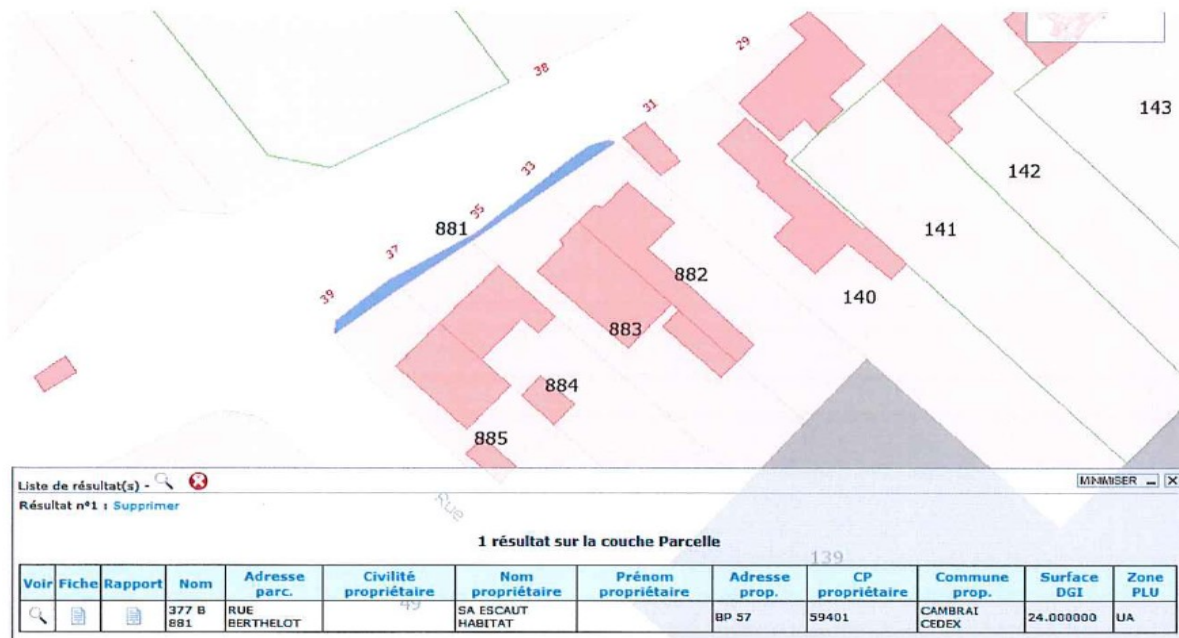 29
38
31
143
33
142
35
881
141
37
882
39
140
883
884
885
Liste de résultat(s) -
MINIMISER
Résultat n°1 : Supprimer
Rue
1 résultat sur la couche Parcelle
139
Voir Fiche Rapport Nom Adresse parc. Civilité propriétaire Nom propriétaire Prénom propriétaire Adresse prop. CP propriétaire Commune prop. Surface DGI Zone PLU
49
377 B 881 RUE BERTHELOT SA ESCAUT HABITAT BP 57 59401 CAMBRAI CEDEX 24.000000 UA